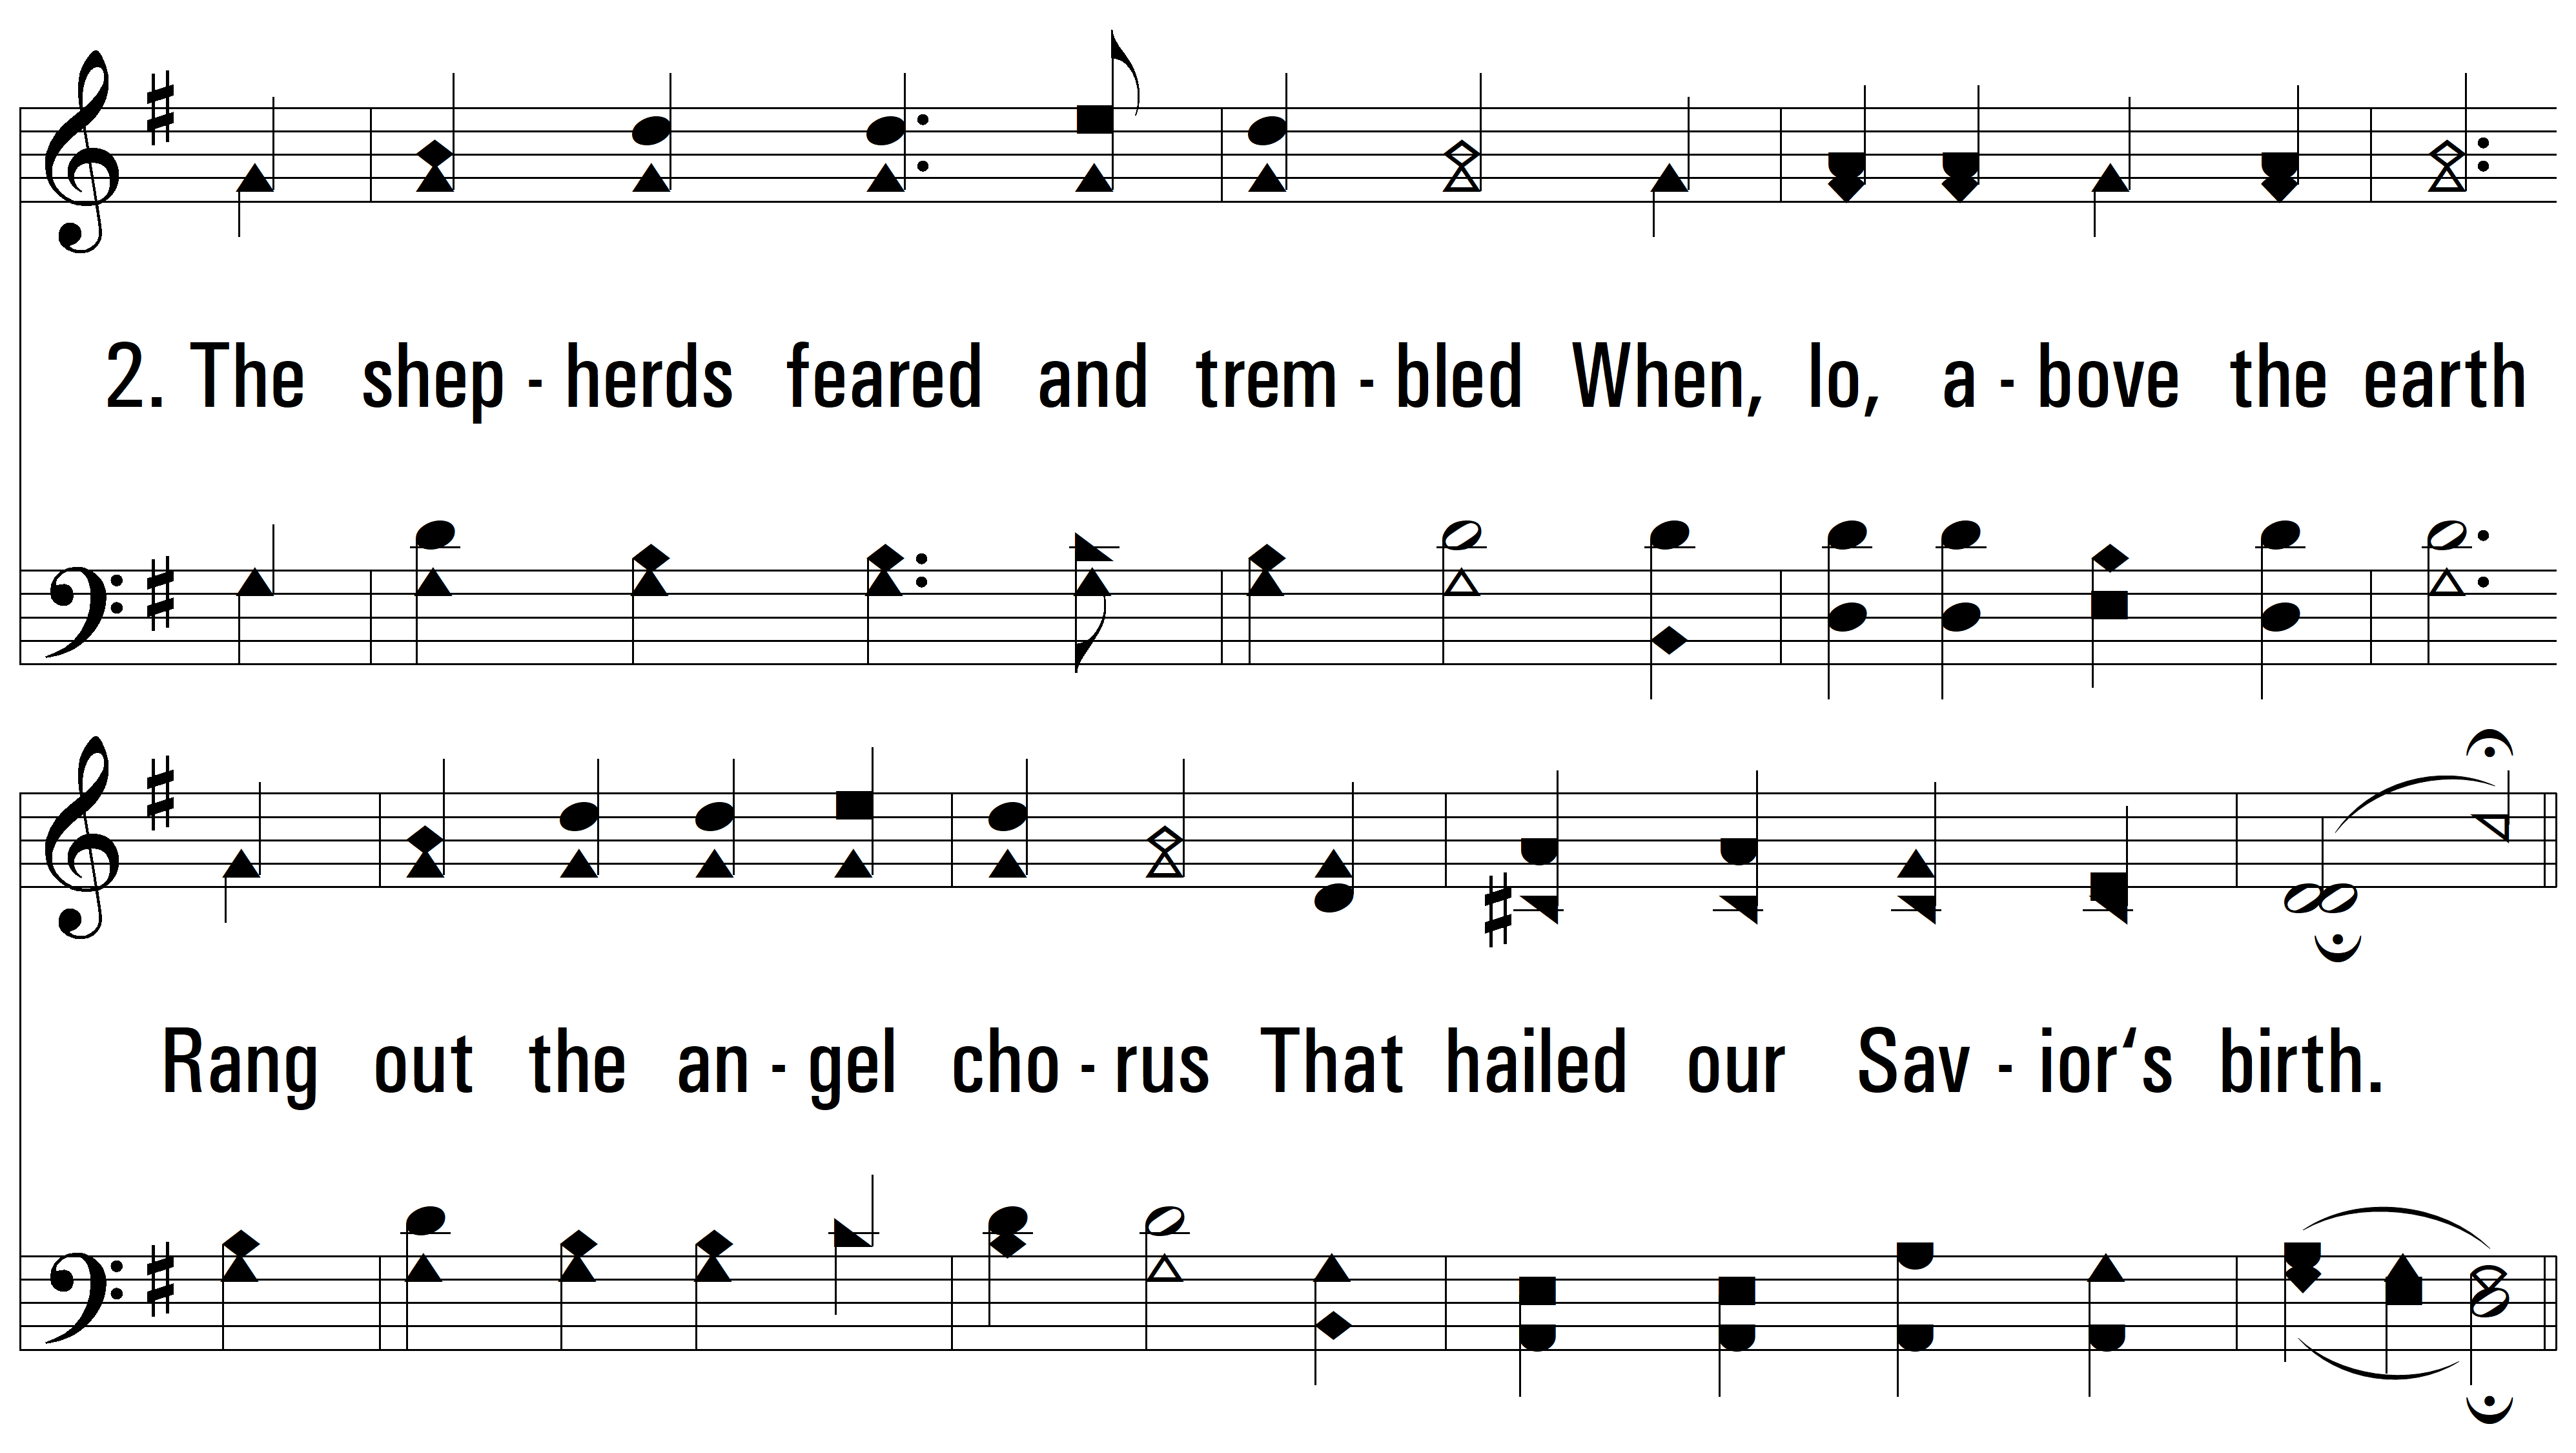 2. The shep - herds feared and trem - bled When, lo, a - bove the earth
Rang out the an - gel cho - rus That hailed our Sav - ior‘s birth.